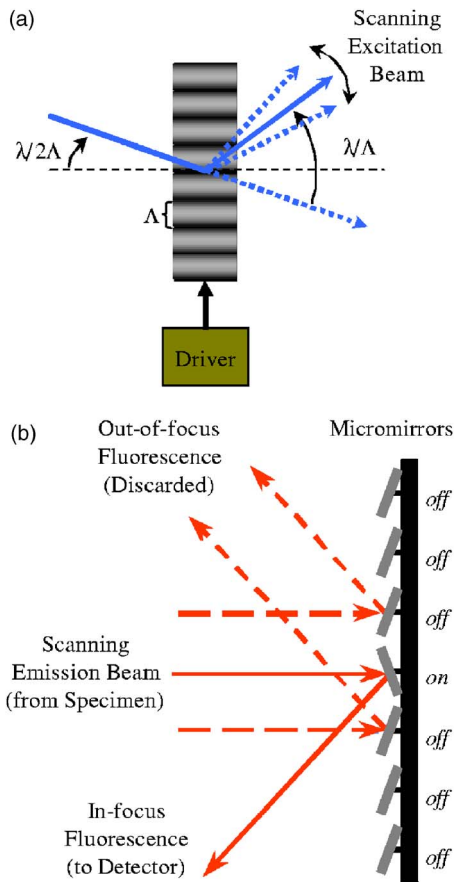 (a)
Scanning
Excitation
Beam
λ/2Λ
λ/Λ
Λ
Driver
(b)
Out-of-focus
Fluorescence
(Discarded)
Micromirrors
off
off
off
Scanning
Emission Beam
(from Specimen)
on
off
In-focus
Fluorescence
(to Detector)
off
off